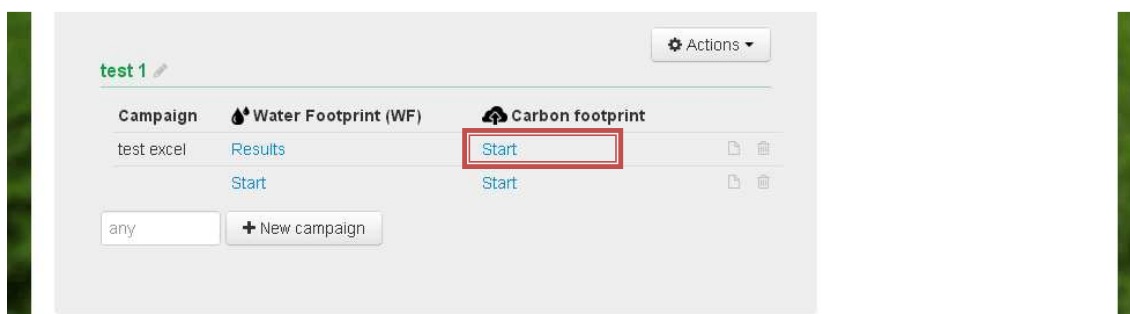 Actions
test 1
Campaign Water Footprint (WF) Carbon footprint
test excel Results Start
Start Start
any New campaign